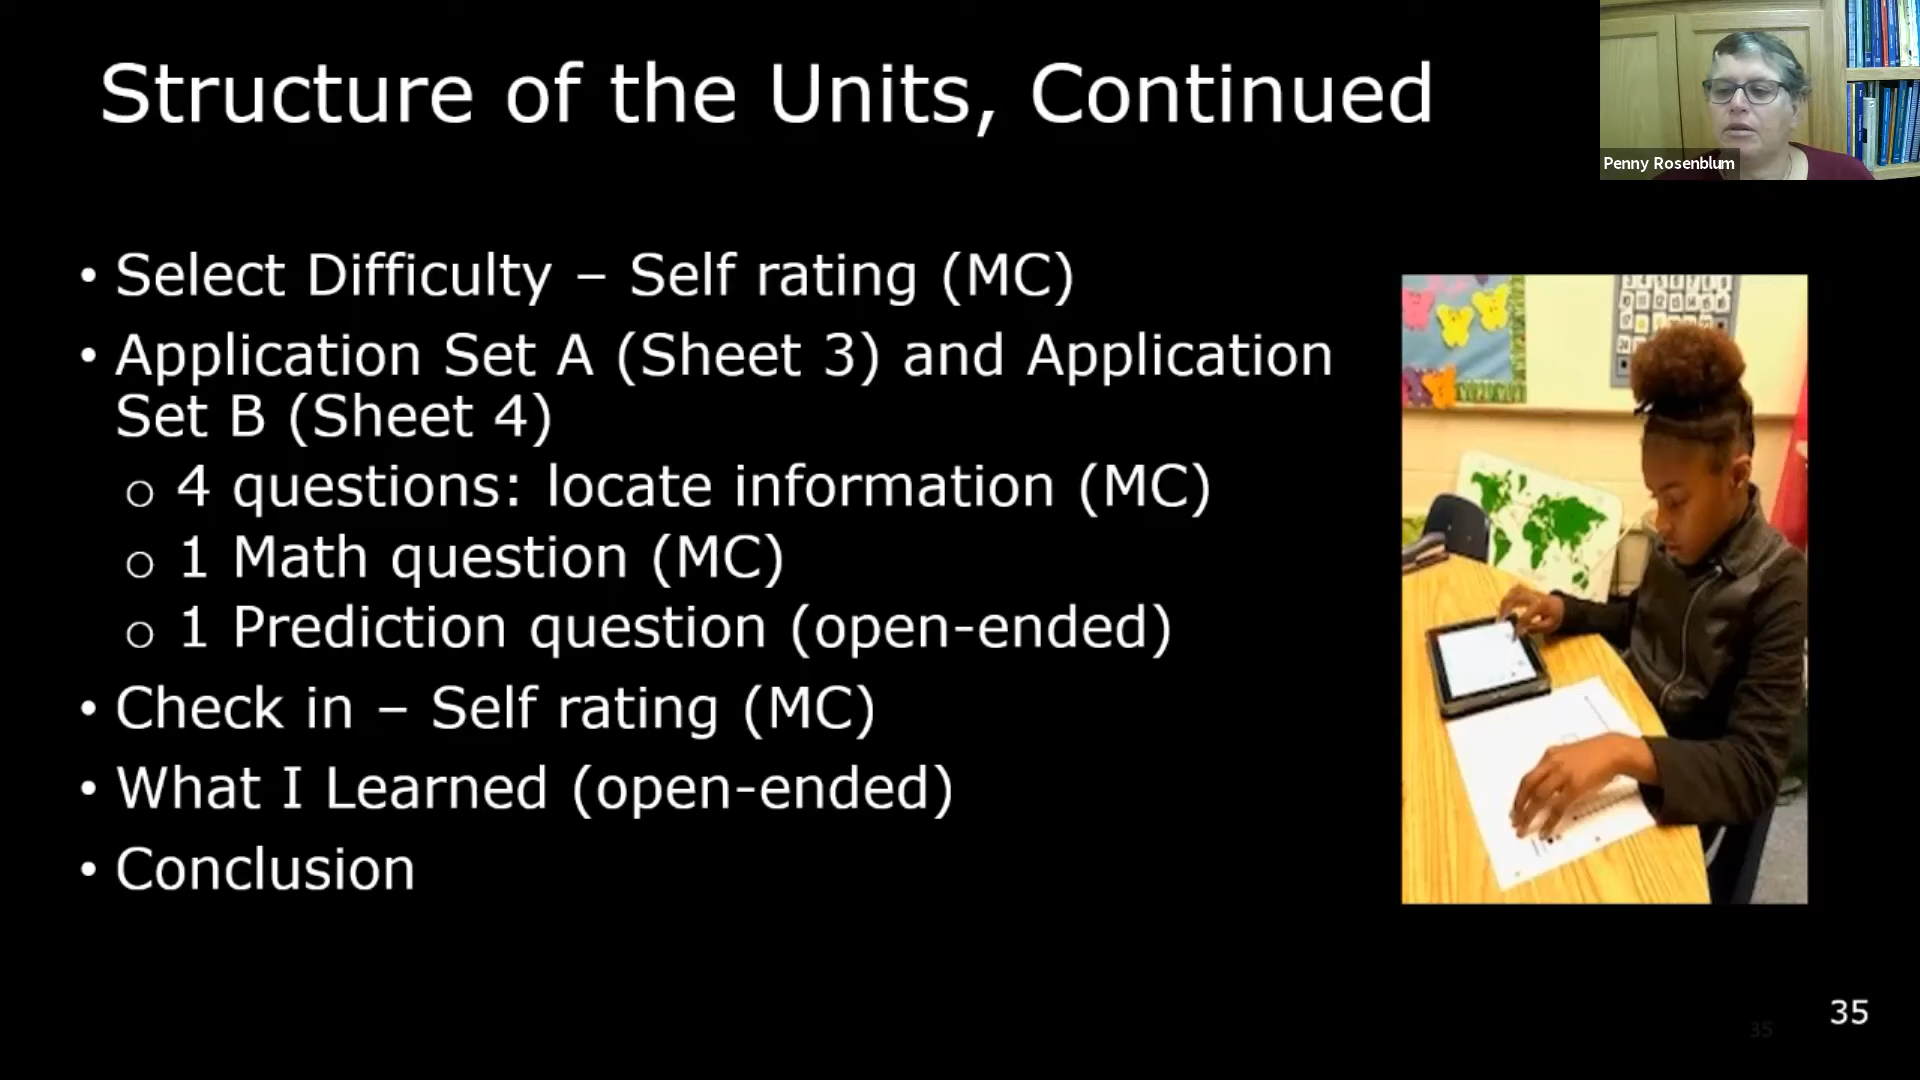 Structure of the Units, Continued
Penny Rosenblum
• Select Difficulty – Self rating (MC)
• Application Set A (Sheet 3) and Application
Set B (Sheet 4)
o 4 questions: locate information (MC)
o 1 Math question (MC)
o 1 Prediction question (open-ended)
• Check in – Self rating (MC)
• What I Learned (open-ended)
• Conclusion
35
35